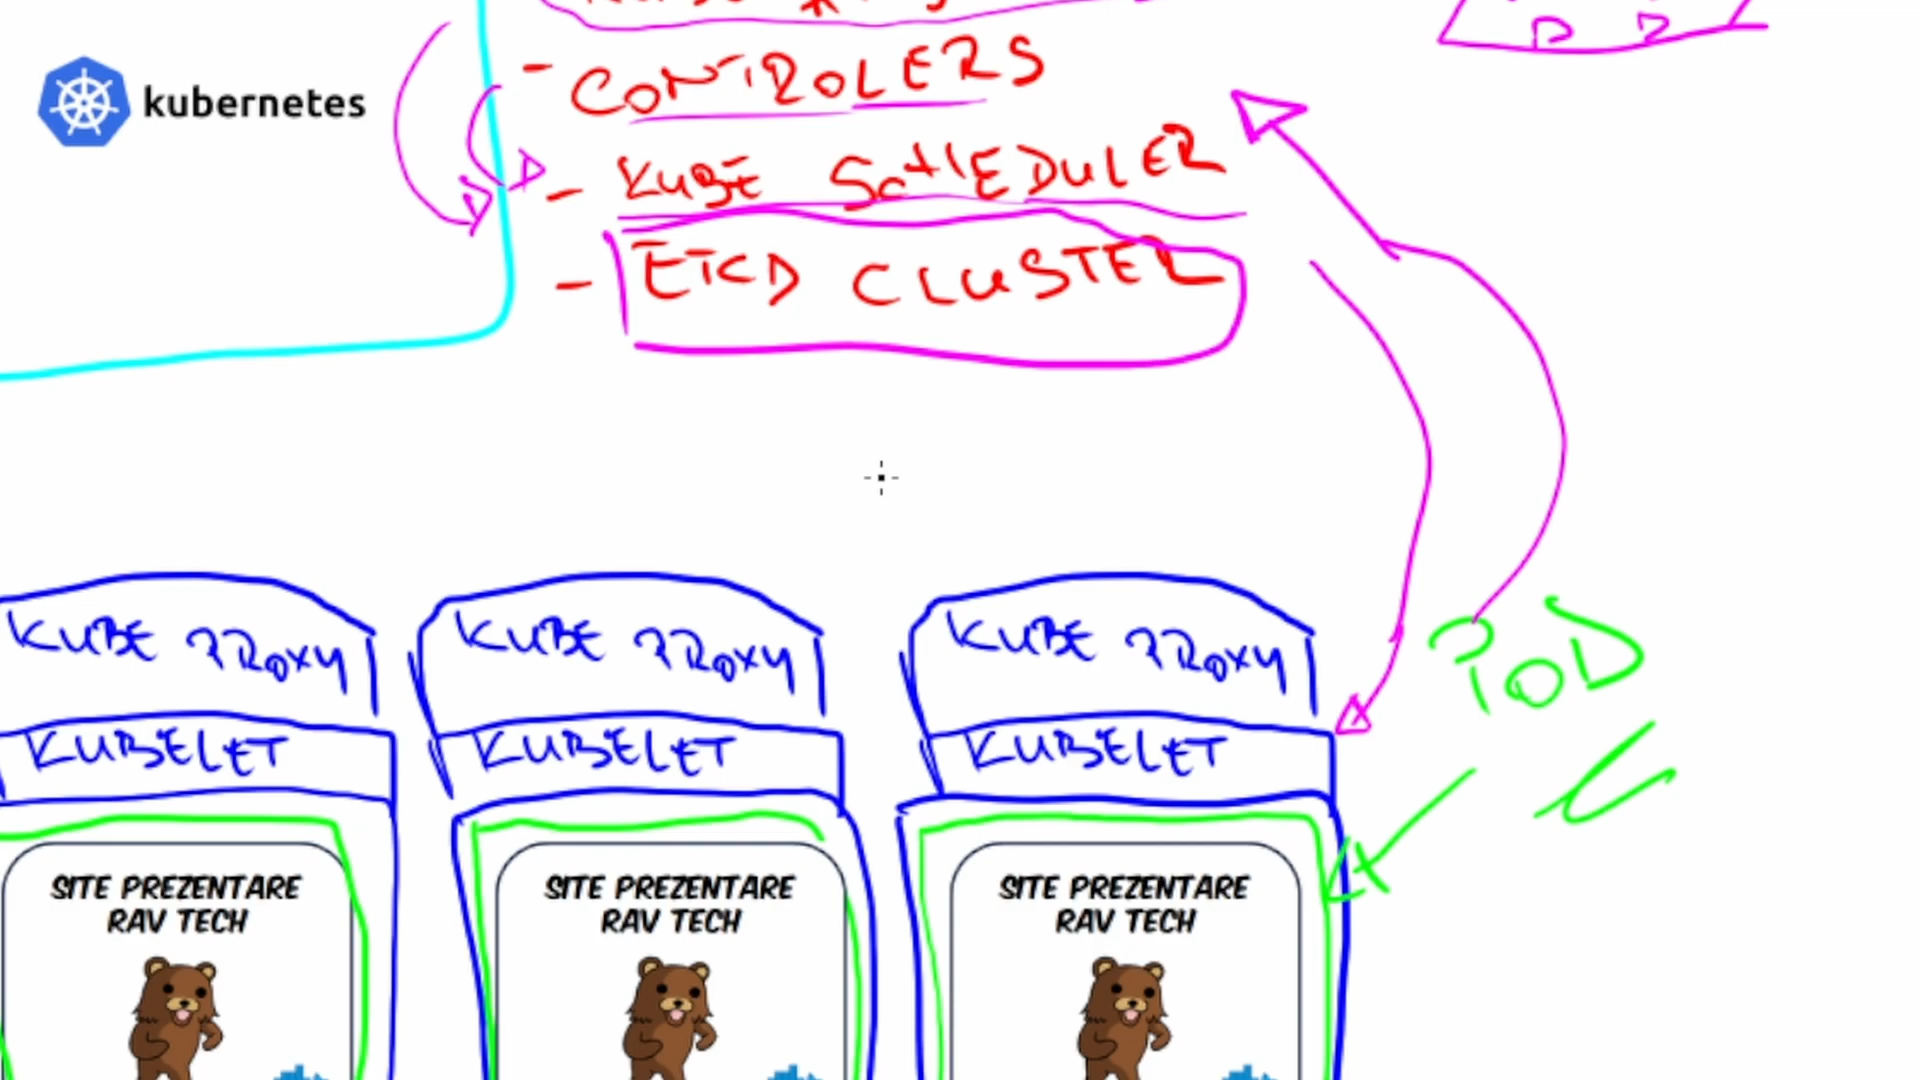 kubernetes
- CONTROLERS
- KUBE SCHEDULER
- ETCD CLUSTER
KUBE PROXY
KUBELET
SITE PREZENTARE
RAV TECH
KUBE PROXY
KUBELET
SITE PREZENTARE
RAV TECH
KUBE PROXY
KUBELET
SITE PREZENTARE
RAV TECH
POD